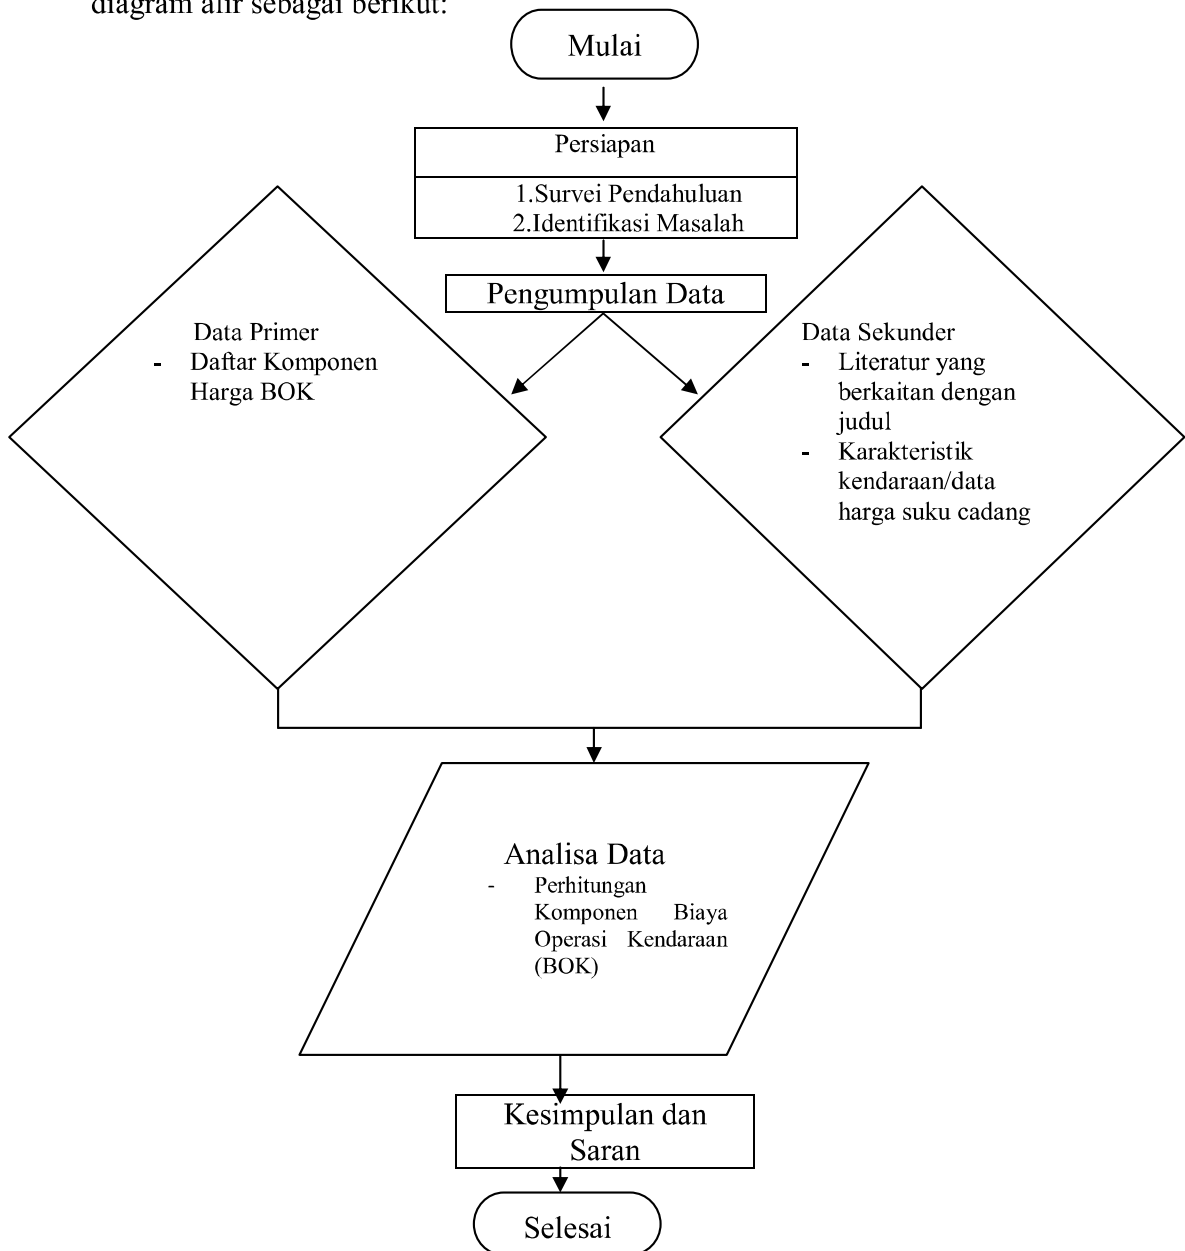 diagram alir sebagai berikut:
Mulai
Persiapan
1.Survei Pendahuluan
2.Identifikasi Masalah
Pengumpulan Data
Data Primer
- Daftar Komponen
Harga BOK
Data Sekunder
- Literatur yang
berkaitan dengan
judul
- Karakteristik
kendaraan/data
harga suku cadang
Analisa Data
- Perhitungan
Komponen Biaya
Operasi Kendaraan
(BOK)
Kesimpulan dan
Saran
Selesai